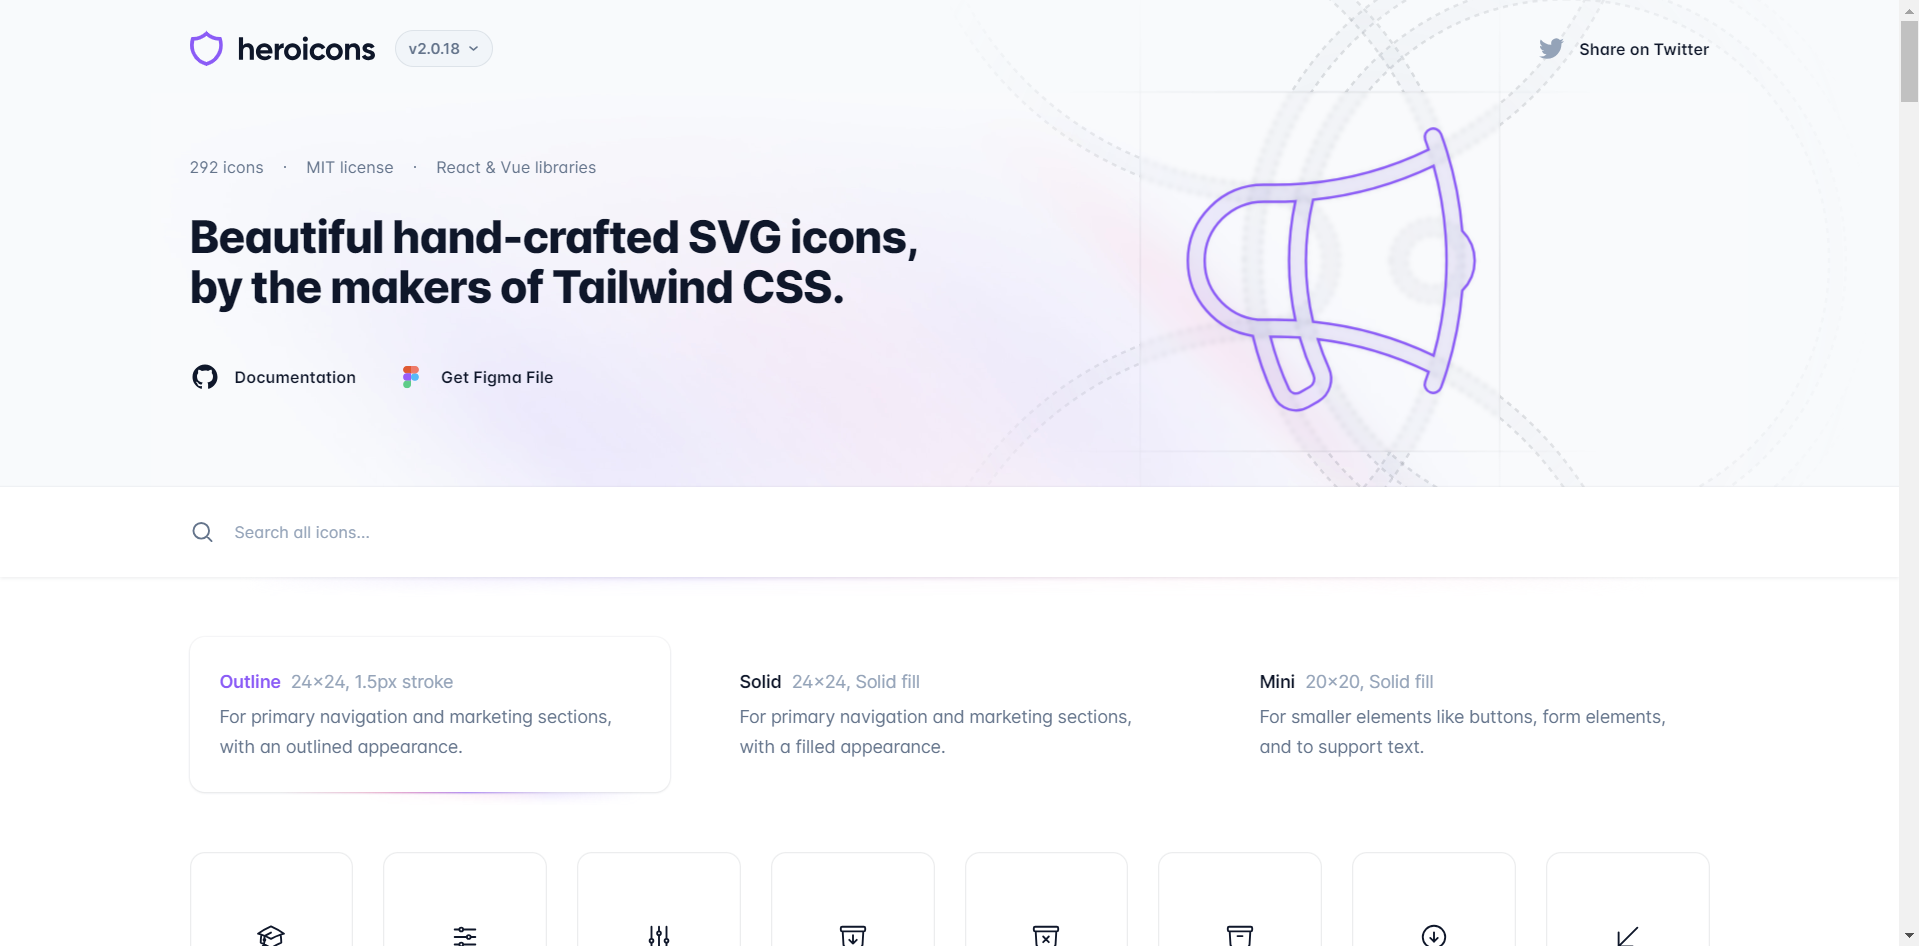 heroicons
v2.0.18
Share on Twitter
292 icons · MIT license · React & Vue libraries
Beautiful hand-crafted SVG icons,
by the makers of Tailwind CSS.
Documentation
Get Figma File
Search all icons...
Outline 24×24, 1.5px stroke
For primary navigation and marketing sections,
with an outlined appearance.
Solid 24×24, Solid fill
For primary navigation and marketing sections,
with a filled appearance.
Mini 20×20, Solid fill
For smaller elements like buttons, form elements,
and to support text.